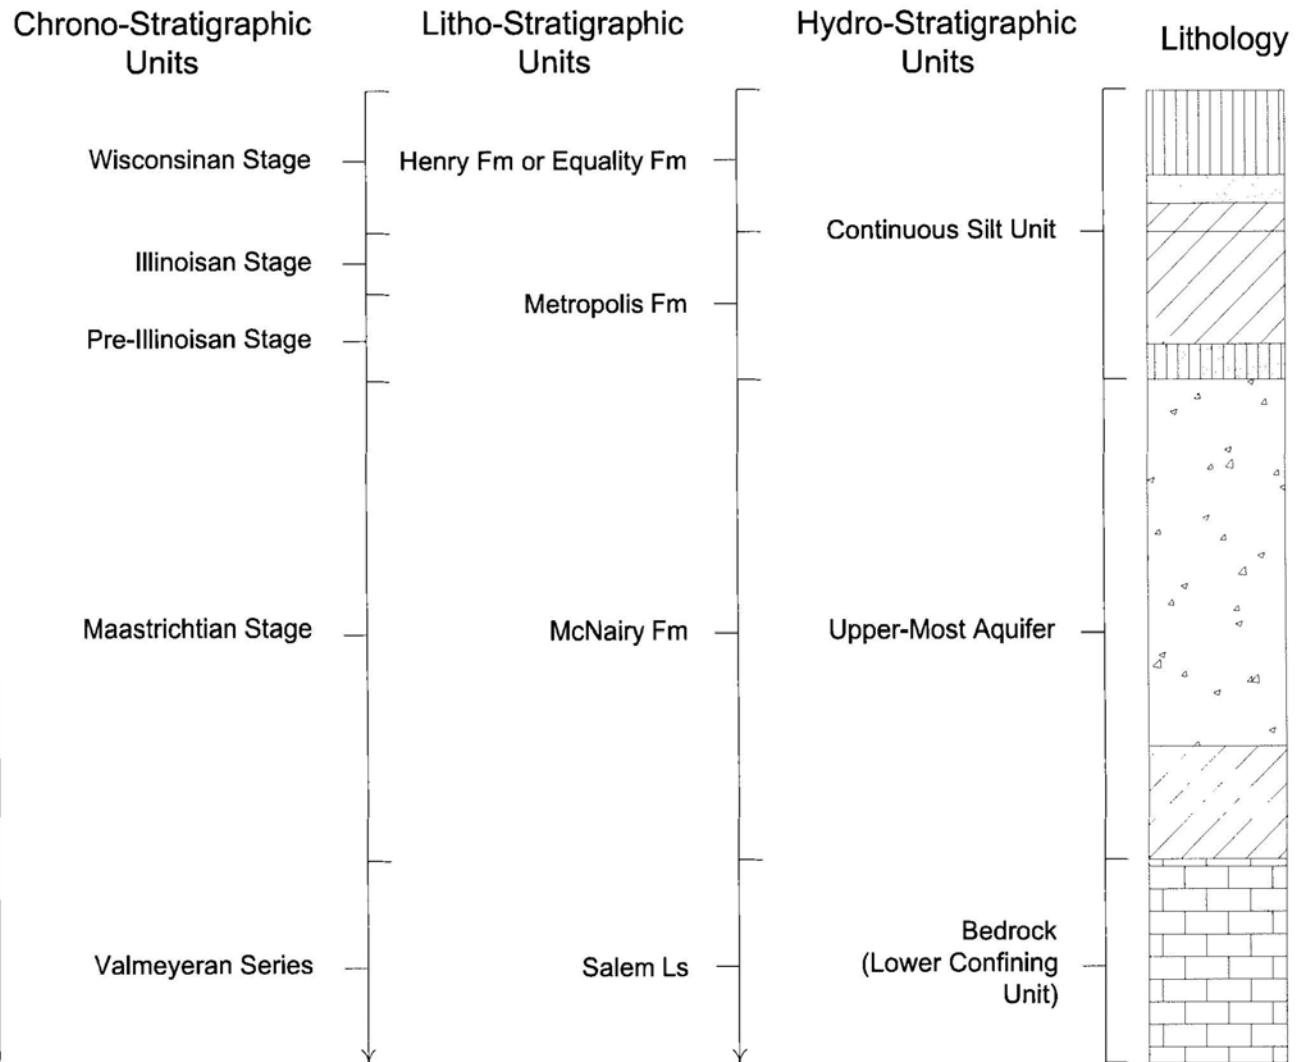 Chrono-Stratigraphic
Units
Litho-Stratigraphic
Units
Hydro-Stratigraphic
Units
Lithology
Wisconsinan Stage
Henry Fm or Equality Fm
Continuous Silt Unit
Illinoisan Stage
Metropolis Fm
Pre-Illinoisan Stage
Maastrichtian Stage
McNairy Fm
Upper-Most Aquifer
Valmeyeran Series
Salem Ls
Bedrock
(Lower Confining
Unit)